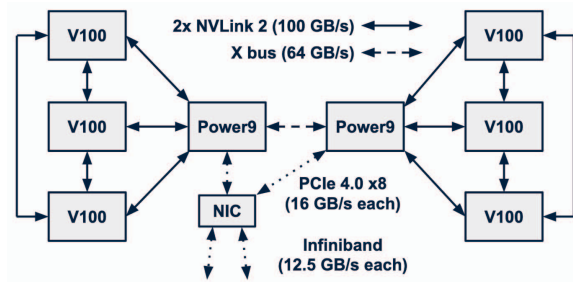 V100
2x NVLink 2 (100 GB/s)
X bus (64 GB/s)
V100
V100
Power9
Power9
V100
PCIe 4.0 x8
(16 GB/s each)
V100
NIC
V100
Infiniband
(12.5 GB/s each)